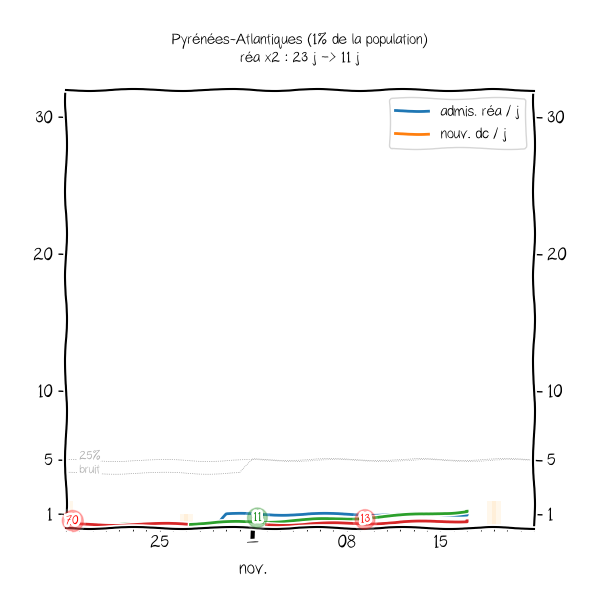 Pyrénées-Atlantiques (1% de la population)
réa x2 : 23 j -> 11 j
admis. réa / j
nouv. dc / j
30
30
20
20
10
10
5
25%
bruit
5
1
70
11
13
1
25
08
15
nov.